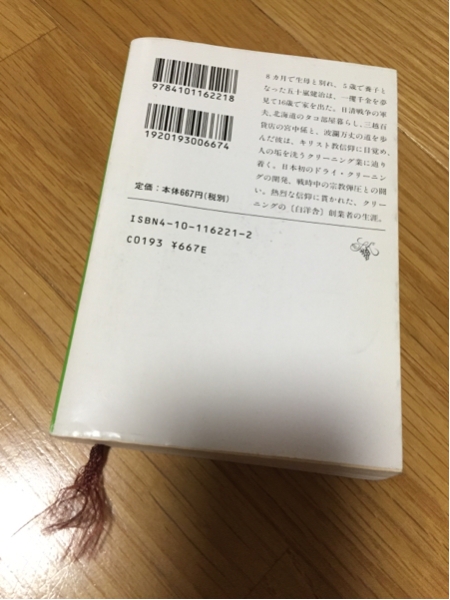 9784101162218
1920193006674
定価:本体667円(税別)
ISBN4-10-116221-2
C0193 ¥667E
8カ月で生母と別れ、5歳で養子と
なった五十嵐健治は、一攫千金を夢
見て16歳で家を出た。日清戦争の軍
夫、北海道のタコ部屋暮らし、三越百
貨店の宮中係と、波瀾万丈の道を歩
んだ彼は、キリスト教信仰に目覚め、
人の垢を洗うクリーニング業に辿り
着く。日本初のドライ・クリーニン
グの開発。戦時中の宗教弾圧との闘
い。熱烈な信仰に貫かれた、クリー
ニングの〔白洋舍〕創業者の生涯。